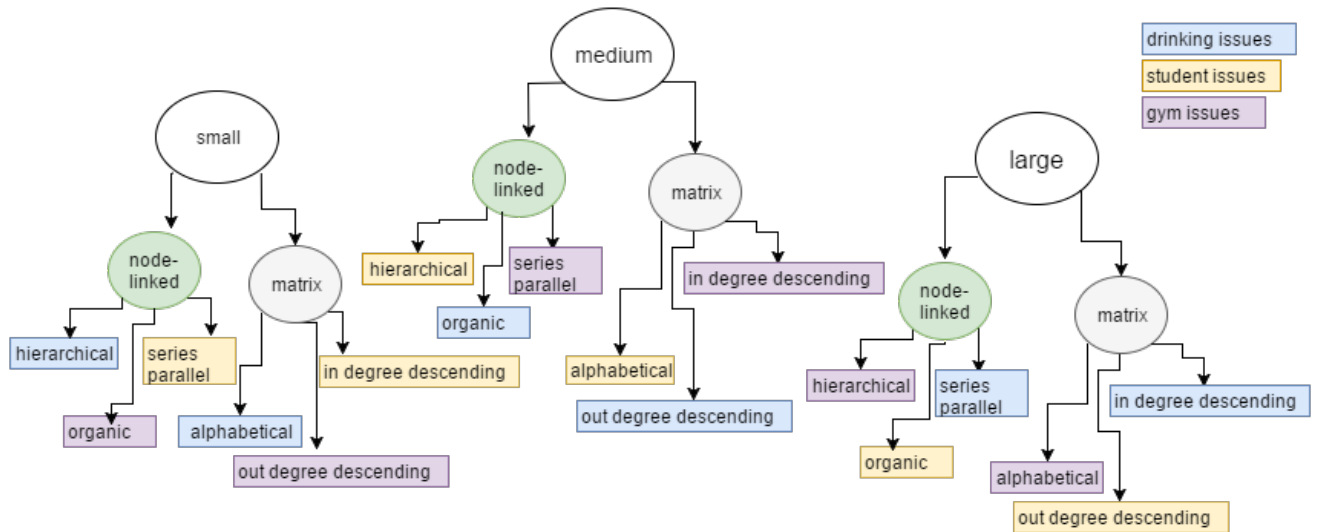 medium
drinking issues
student issues
gym issues
small
large
node-
linked
matrix
node-
linked
matrix
hierarchical
series
parallel
in degree descending
organic
alphabetical
out degree descending
node-
linked
matrix
hierarchical
series
parallel
in degree descending
organic
alphabetical
out degree descending
hierarchical
series
parallel
in degree descending
organic
alphabetical
out degree descending